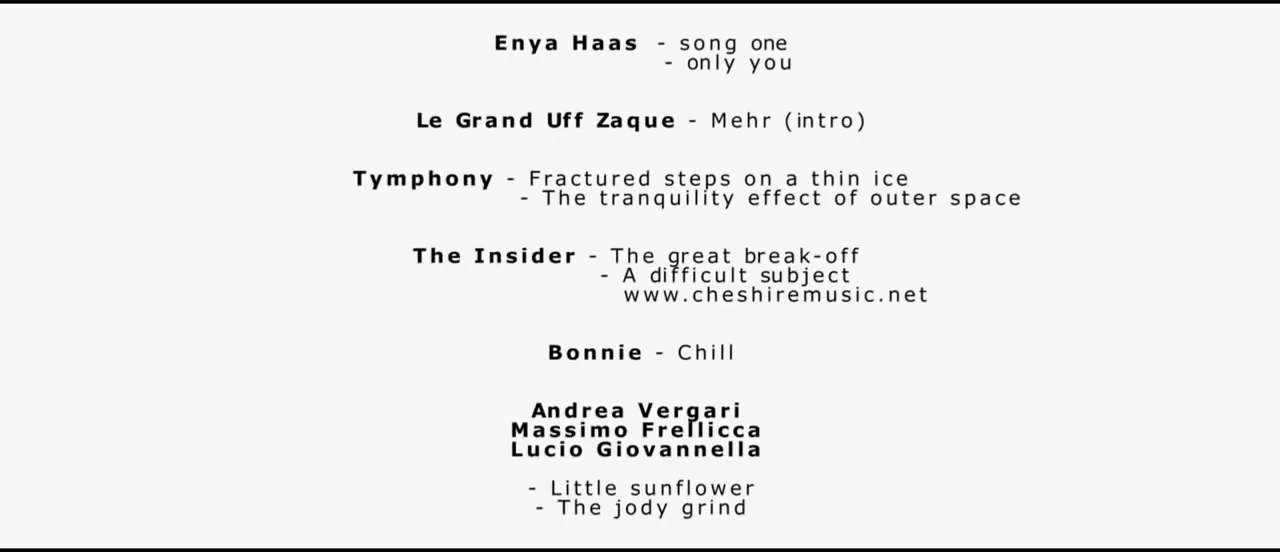 Enya Haas - song one
- only you
Le Grand Uff Zaque - Mehr (intro)
Tymphony - Fractured steps on a thin ice
- The tranquility effect of outer space
The Insider - The great break-off
- A difficult subject
www.cheshiremusic.net
Bonnie - Chill
Andrea Vergari
Massimo Frellicca
Lucio Giovannella
- Little sunflower
- The jody grind